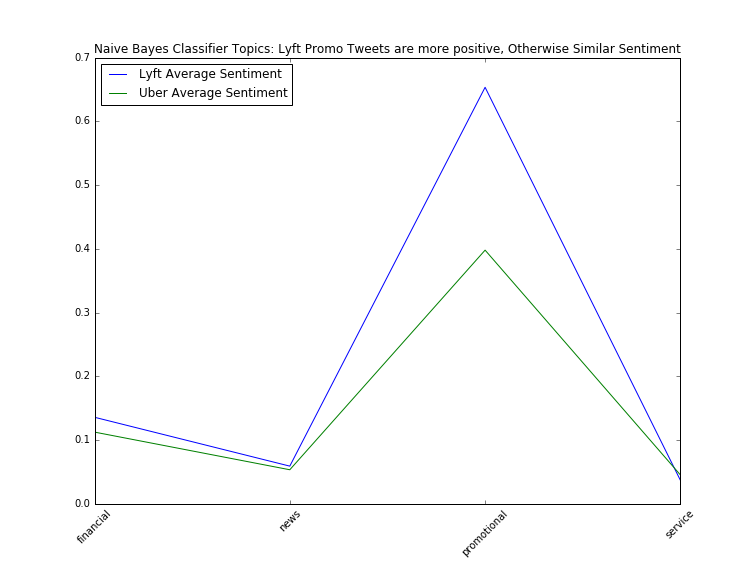 Naive Bayes Classifier Topics: Lyft Promo Tweets are more positive, Otherwise Similar Sentiment
Lyft Average Sentiment
Uber Average Sentiment
0.7
0.6
0.5
0.4
0.3
0.2
0.1
0.0
financial
news
promotional
service